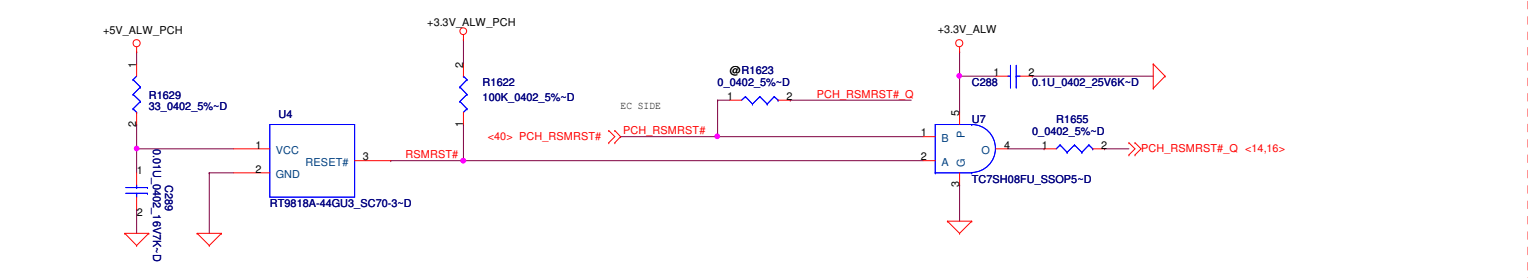 +5V_ALW_PCH
1
R1629
33_0402_5%~D
2
0.01U_0402_16V7K~D
C289
1
2
U4
1
VCC
2
GND
RESET#
3
RT9818A-44GU3_SC70-3~D
RSMRST#
+3.3V_ALW_PCH
2
R1622
100K_0402_5%~D
1
EC SIDE
<40> PCH_RSMRST#
PCH_RSMRST#
@R1623
0_0402_5%~D
1
2
PCH_RSMRST#_Q
+3.3V_ALW
C288
1
2
0.1U_0402_25V6K~D
5
U7
1
B
P
2
A
G
O
4
3
TC7SH08FU_SSOP5~D
R1655
0_0402_5%~D
1
2
PCH_RSMRST#_Q <14,16>